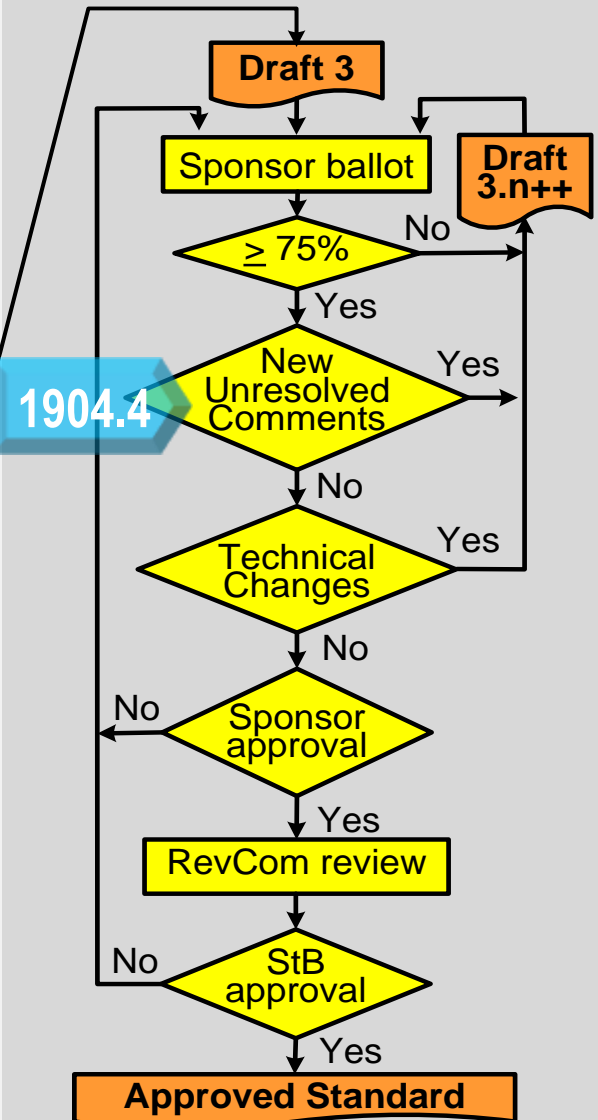 Draft 3
Sponsor ballot
Draft
3.n++
No
≥ 75%
Yes
New
Unresolved
Comments
Yes
1904.4
No
Technical
Changes
Yes
No
No
Sponsor
approval
Yes
RevCom review
No
StB
approval
Yes
Approved Standard